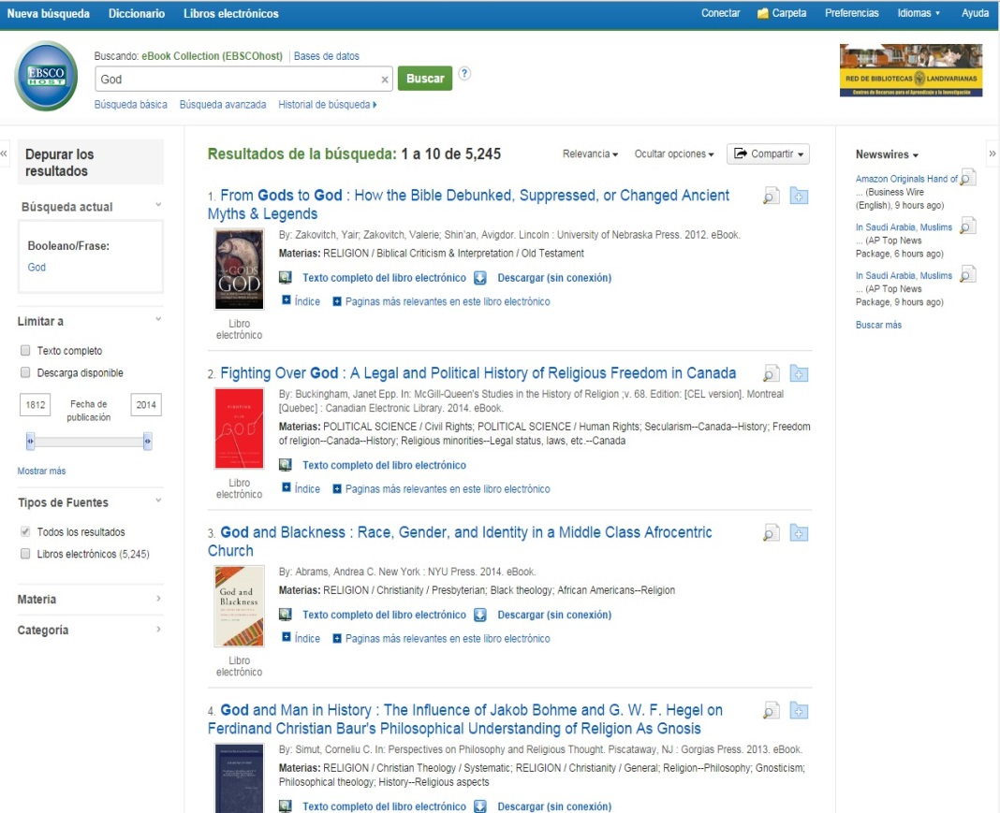 Nueva búsqueda Diccionario Libros electrónicos Conectar Carpeta Preferencias Idiomas Ayuda
EBSCO
HOST
Buscando: eBook Collection (EBSCOhost) Bases de datos
God × Buscar ?
Búsqueda básica Búsqueda avanzada Historial de búsqueda
RED DE BIBLIOTECAS LANDIVARIANAS
Centros de Recursos para el Aprendizaje y la Investigación
«
Depurar los
resultados
Búsqueda actual
Booleano/Frase:
God
Limitar a
Texto completo
Descarga disponible
1812 Fecha de publicación 2014
Mostrar más
Tipos de Fuentes
Todos los resultados
Libros electrónicos (5,245)
Materia
Categoría
Resultados de la búsqueda: 1 a 10 de 5,245 Relevancia Ocultar opciones Compartir
1. From Gods to God : How the Bible Debunked, Suppressed, or Changed Ancient
Myths & Legends
By: Zakovitch, Yair; Zakovitch, Valerie; Shin'an, Avigdor. Lincoln : University of Nebraska Press. 2012. eBook.
Materias: RELIGION / Biblical Criticism & Interpretation / Old Testament
Texto completo del libro electrónico Descargar (sin conexión)
Índice Paginas más relevantes en este libro electrónico
GODS
GOD
Libro
electrónico
2. Fighting Over God : A Legal and Political History of Religious Freedom in Canada
By: Buckingham, Janet Epp. In: McGill-Queen's Studies in the History of Religion ;v. 68. Edition: [CEL version]. Montreal
[Quebec] : Canadian Electronic Library. 2014. eBook.
Materias: POLITICAL SCIENCE / Civil Rights; POLITICAL SCIENCE / Human Rights; Secularism--Canada--History; Freedom
of religion--Canada--History; Religious minorities--Legal status, laws, etc.--Canada
Texto completo del libro electrónico
Índice Paginas más relevantes en este libro electrónico
FIGHTING
GOD
Libro
electrónico
3. God and Blackness : Race, Gender, and Identity in a Middle Class Afrocentric
Church
By: Abrams, Andrea C. New York : NYU Press. 2014. eBook.
Materias: RELIGION / Christianity / Presbyterian; Black theology; African Americans--Religion
Texto completo del libro electrónico Descargar (sin conexión)
Índice Paginas más relevantes en este libro electrónico
God and
Blackness
Libro
electrónico
4. God and Man in History : The Influence of Jakob Bohme and G. W. F. Hegel on
Ferdinand Christian Baur's Philosophical Understanding of Religion As Gnosis
By: Simut, Corneliu C. In: Perspectives on Philosophy and Religious Thought. Piscataway, NJ : Gorgias Press. 2013. eBook.
Materias: RELIGION / Christian Theology / Systematic; RELIGION / Christianity / General; Religion--Philosophy; Gnosticism;
Philosophical theology; History--Religious aspects
Texto completo del libro electrónico Descargar (sin conexión)
»
Newswires
Amazon Originals Hand of
... (Business Wire
(English), 9 hours ago)
In Saudi Arabia, Muslims
... (AP Top News
Package, 6 hours ago)
In Saudi Arabia, Muslims
... (AP Top News
Package, 9 hours ago)
Buscar más